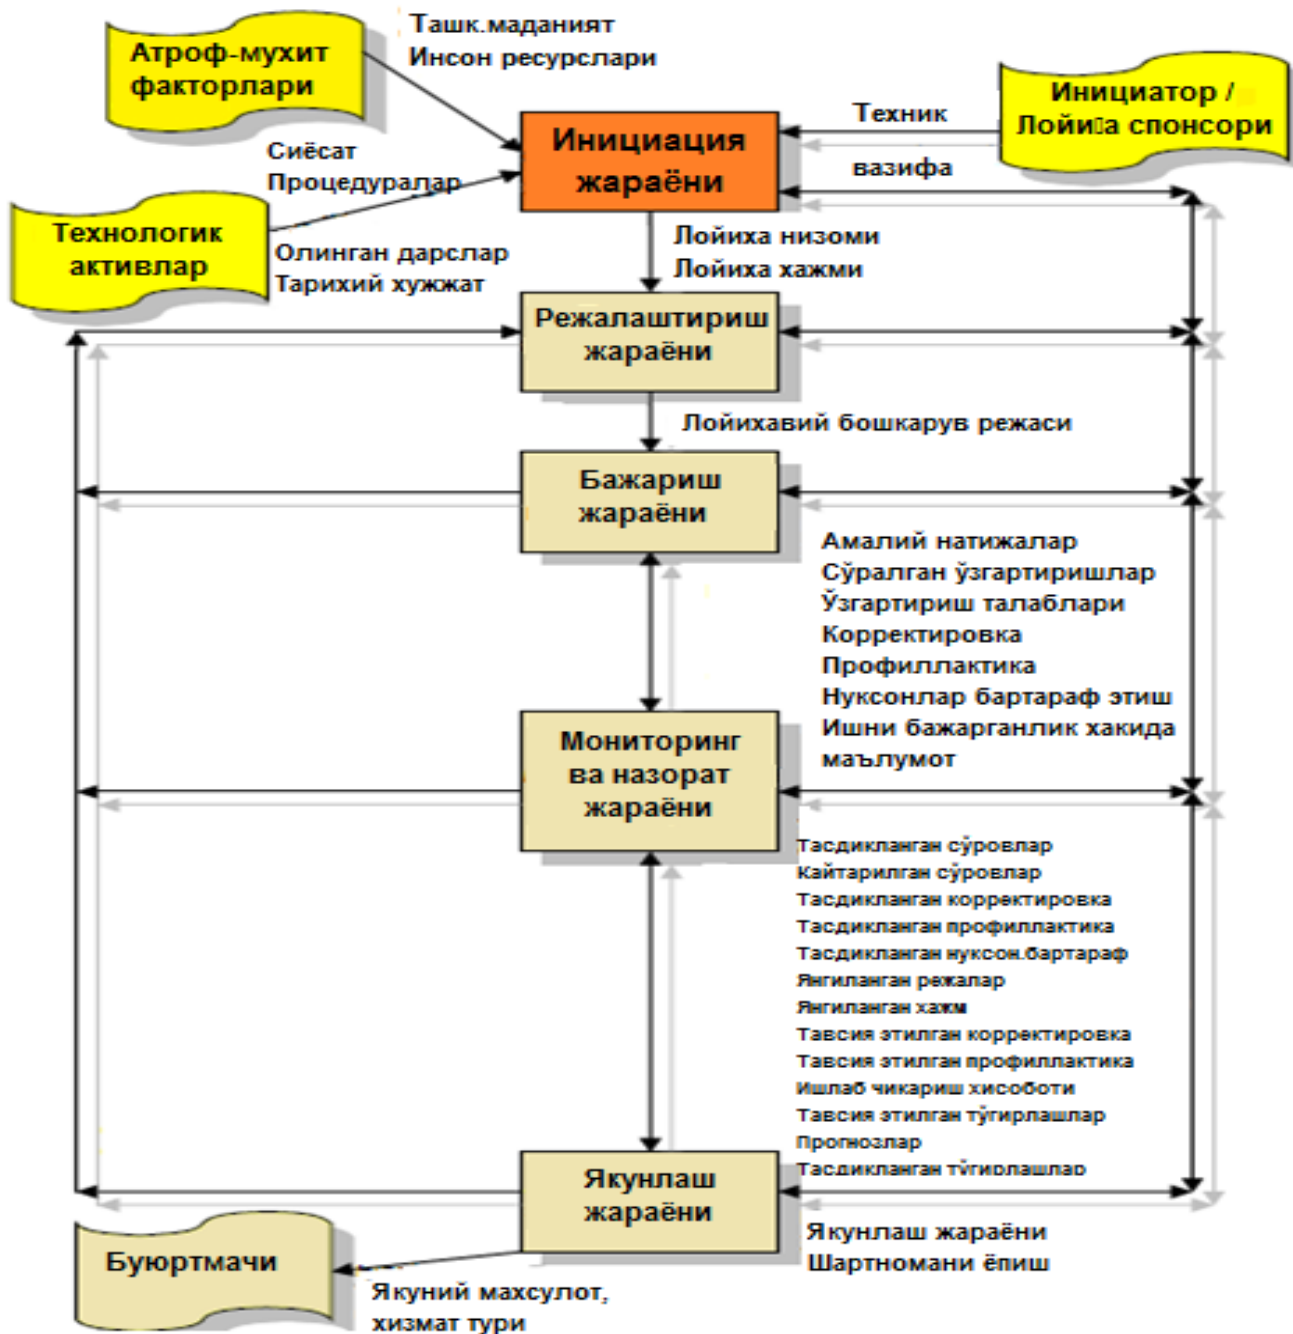 Ташк.маданият
Инсон ресурслари
Атроф-мухит
факторлари
Инициатор /
Лойи▯а спонсори
Техник
вазифа
Инициация
жараёни
Сиёсат
Процедуралар
Технологик
активлар
Олинган дарслар
Тарихий хужжат
Лойиха низоми
Лойиха хажми
Режалаштириш
жараёни
Лойихавий бошкарув режаси
Бажариш
жараёни
Амалий натижалар
Сўралган ўзгартиришлар
Ўзгартириш талаблари
Корректировка
Профиллактика
Нуксонлар бартараф этиш
Ишни бажарганлик хакида
маълумот
Мониторинг
ва назорат
жараёни
Тасдикланган сўровлар
Кайтарилган сўровлар
Тасдикланган корректировка
Тасдикланган профиллактика
Тасдикланган нуксон.бартараф
Янгиланган режалар
Янгиланган хажм
Тавсия этилган корректировка
Тавсия этилган профиллактика
Ишлаб чикариш хисоботи
Тавсия этилган тўгирлашлар
Прогнозлар
Тасдикланган тўгирлашлар
Якунлаш
жараёни
Якунлаш жараёни
Шартномани ёпиш
Буюртмачи
Якуний махсулот,
хизмат тури